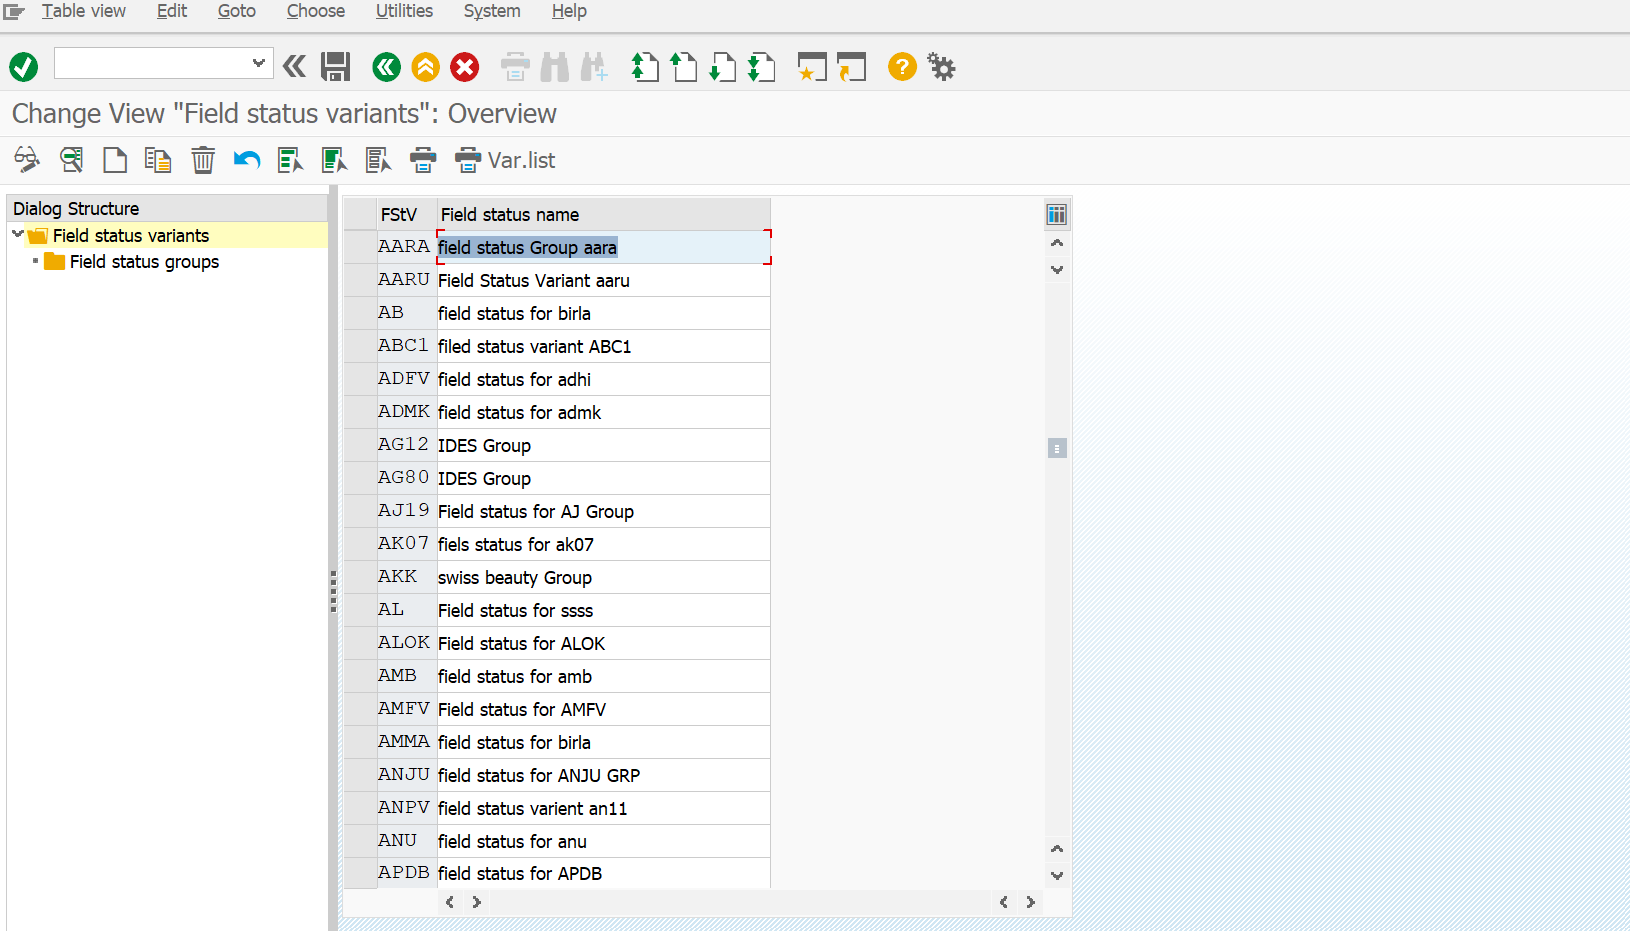 Table view Edit Goto Choose Utilities System Help
Change View "Field status variants": Overview
Var.list
Dialog Structure
Field status variants
Field status groups
FStV Field status name
AARA field status Group aara
AARU Field Status Variant aaru
AB field status for birla
ABC1 filed status variant ABC1
ADFV field status for adhi
ADMK field status for admk
AG12 IDES Group
AG80 IDES Group
AJ19 Field status for AJ Group
AK07 fiels status for ak07
AKK swiss beauty Group
AL Field status for ssss
ALOK Field status for ALOK
AMB field status for amb
AMFV Field status for AMFV
AMMA field status for birla
ANJU field status for ANJU GRP
ANPV field status varient an11
ANU field status for anu
APDB field status for APDB